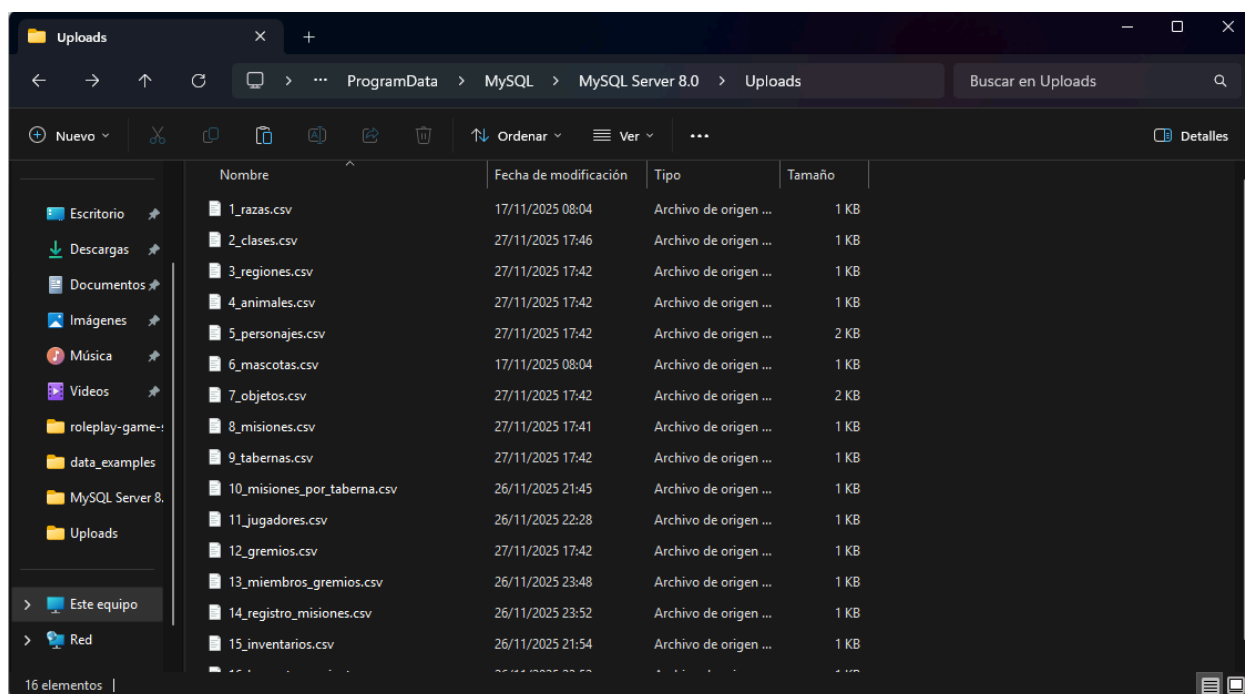 Uploads
ProgramData > MySQL > MySQL Server 8.0 > Uploads
Buscar en Uploads
Nuevo
Ordenar
Ver
Detalles
Nombre Fecha de modificación Tipo Tamaño
Escritorio
Descargas
Documentos
Imágenes
Música
Videos
roleplay-game-s
data_examples
MySQL Server 8.
Uploads
Este equipo
Red
1_razas.csv 17/11/2025 08:04 Archivo de origen ... 1 KB
2_clases.csv 27/11/2025 17:46 Archivo de origen ... 1 KB
3_regiones.csv 27/11/2025 17:42 Archivo de origen ... 1 KB
4_animales.csv 27/11/2025 17:42 Archivo de origen ... 1 KB
5_personajes.csv 27/11/2025 17:42 Archivo de origen ... 2 KB
6_mascotas.csv 17/11/2025 08:04 Archivo de origen ... 1 KB
7_objetos.csv 27/11/2025 17:42 Archivo de origen ... 2 KB
8_misiones.csv 27/11/2025 17:41 Archivo de origen ... 1 KB
9_tabernas.csv 27/11/2025 17:42 Archivo de origen ... 1 KB
10_misiones_por_taberna.csv 26/11/2025 21:45 Archivo de origen ... 1 KB
11_jugadores.csv 26/11/2025 22:28 Archivo de origen ... 1 KB
12_gremios.csv 27/11/2025 17:42 Archivo de origen ... 1 KB
13_miembros_gremios.csv 26/11/2025 23:48 Archivo de origen ... 1 KB
14_registro_misiones.csv 26/11/2025 23:52 Archivo de origen ... 1 KB
15_inventarios.csv 26/11/2025 21:54 Archivo de origen ... 1 KB
16 elementos